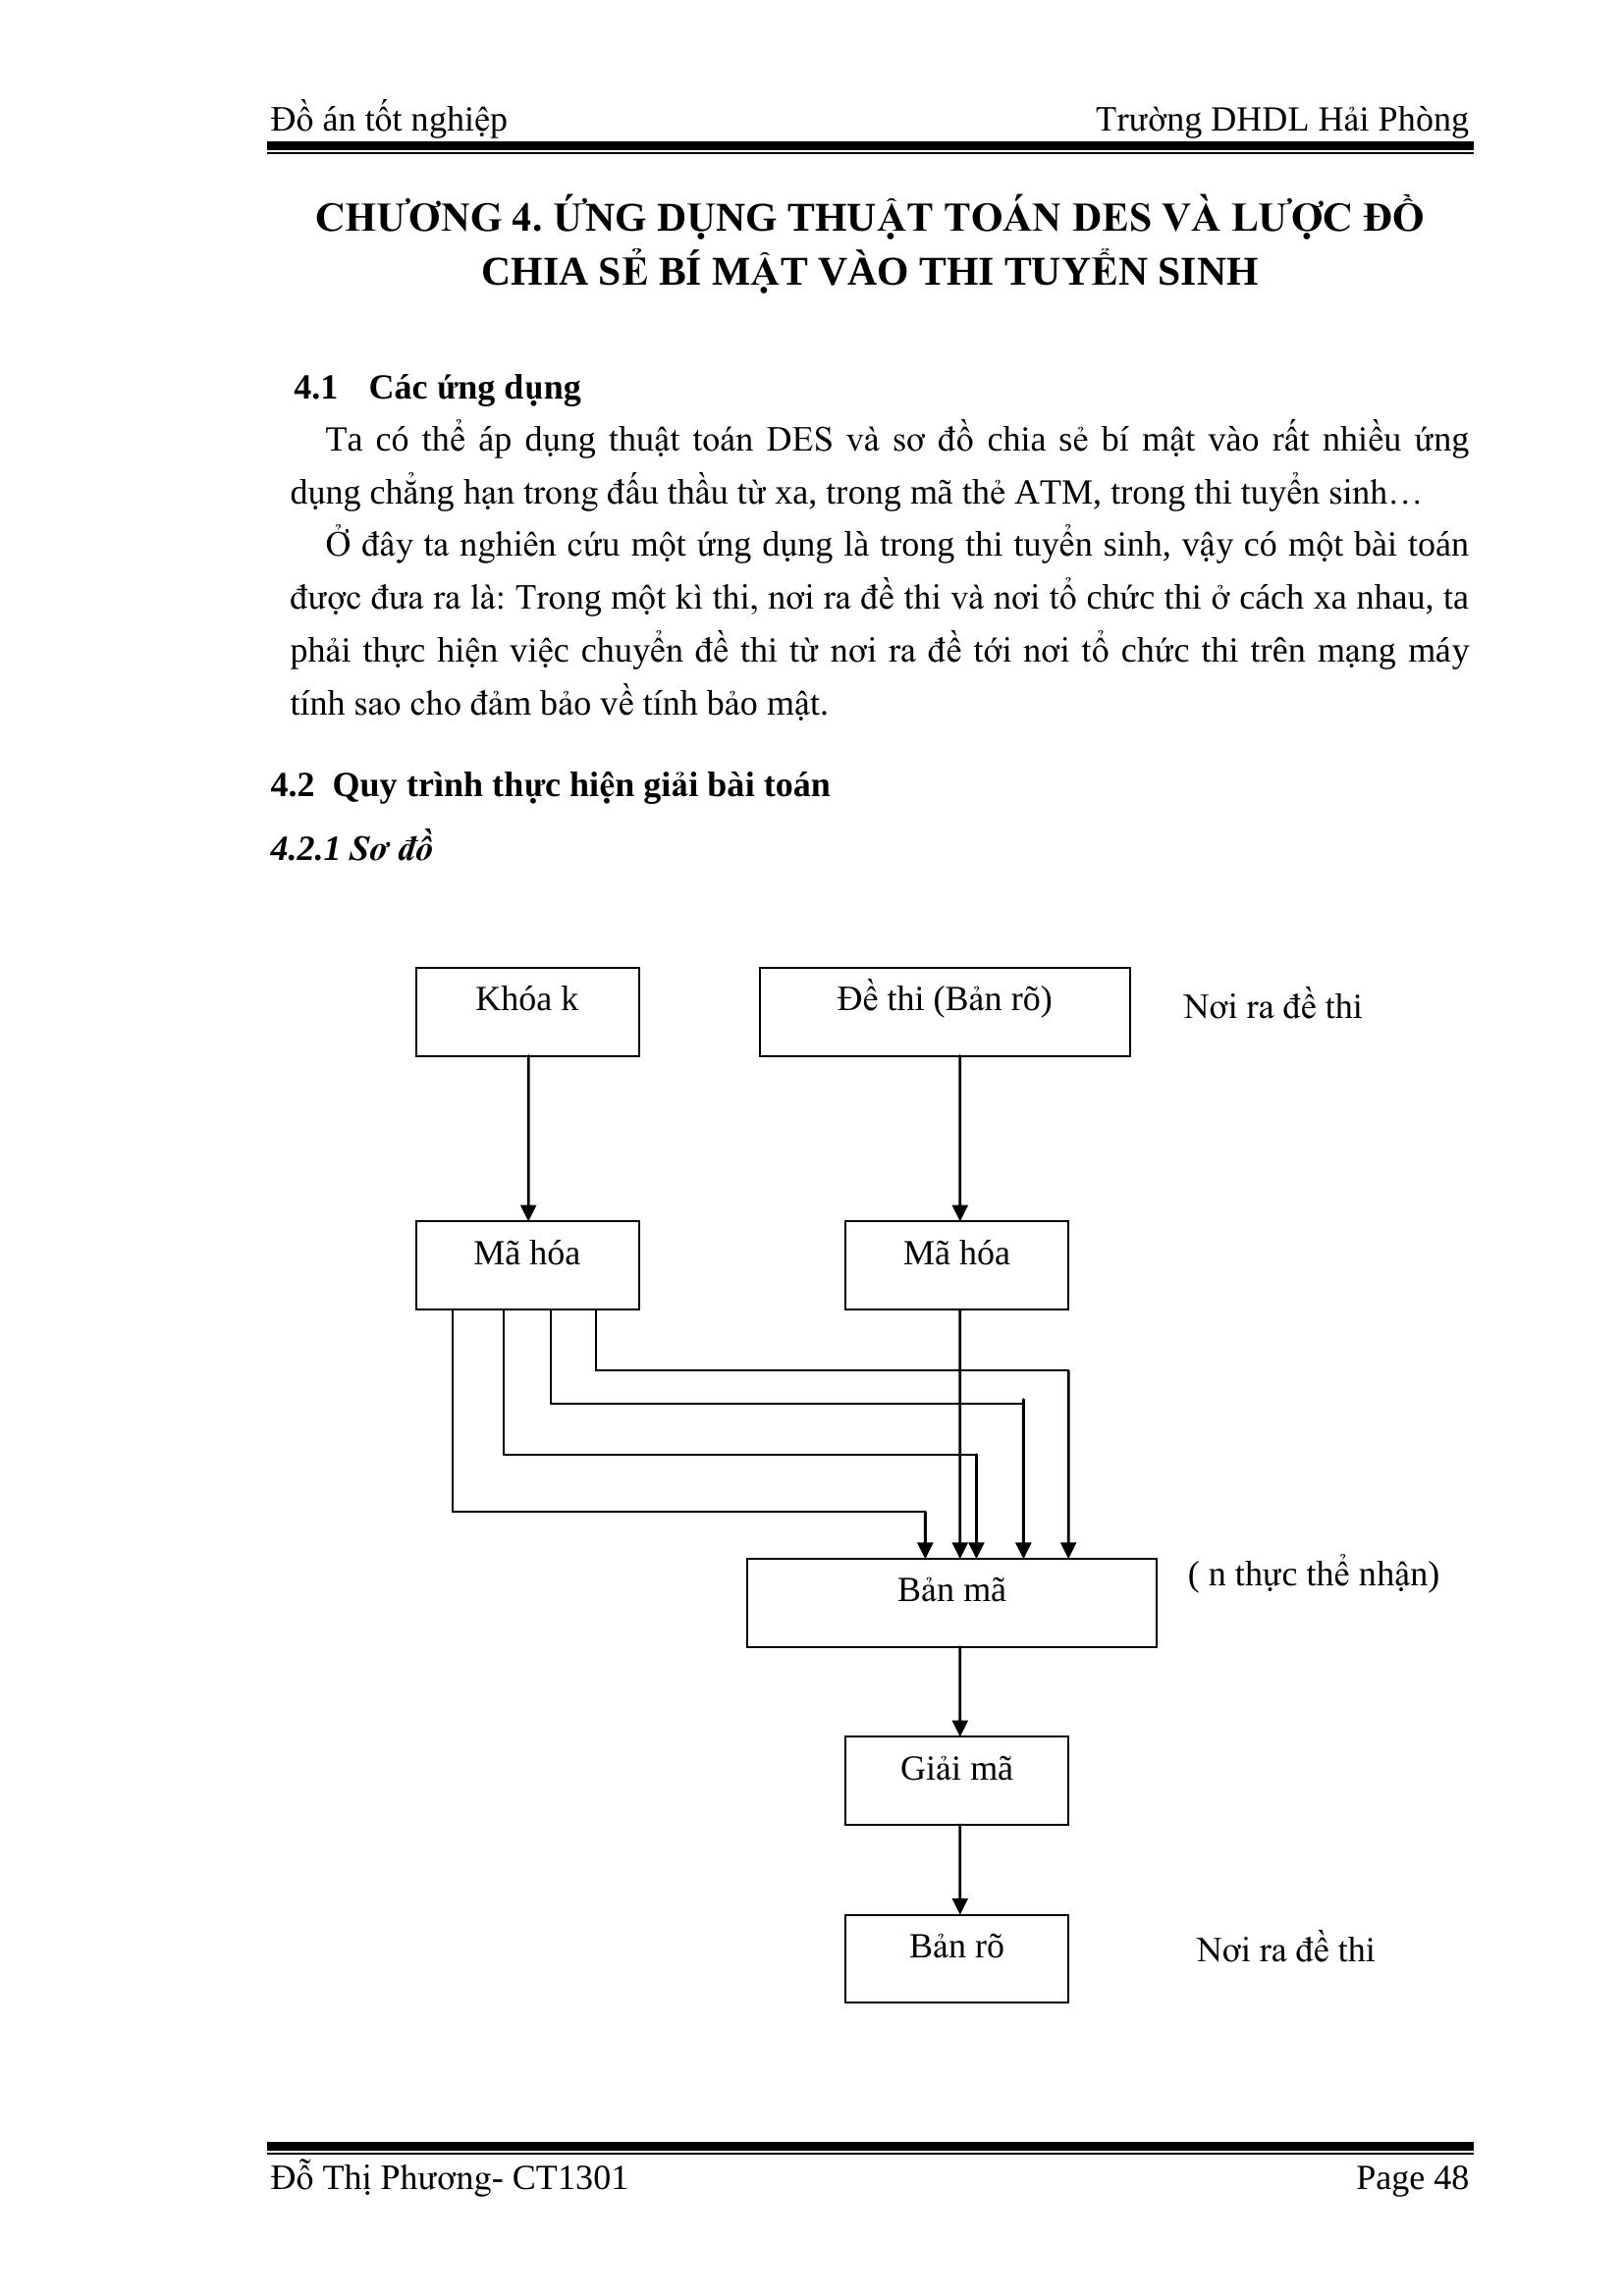 Đồ án tốt nghiệp Trường DHDL Hải Phòng
CHƯƠNG 4. ỨNG DỤNG THUẬT TOÁN DES VÀ LƯỢC ĐỒ
CHIA SẺ BÍ MẬT VÀO THI TUYỂN SINH
4.1 Các ứng dụng
Ta có thể áp dụng thuật toán DES và sơ đồ chia sẻ bí mật vào rất nhiều ứng
dụng chẳng hạn trong đấu thầu từ xa, trong mã thẻ ATM, trong thi tuyển sinh…
Ở đây ta nghiên cứu một ứng dụng là trong thi tuyển sinh, vậy có một bài toán
được đưa ra là: Trong một kì thi, nơi ra đề thi và nơi tổ chức thi ở cách xa nhau, ta
phải thực hiện việc chuyển đề thi từ nơi ra đề tới nơi tổ chức thi trên mạng máy
tính sao cho đảm bảo về tính bảo mật.
4.2 Quy trình thực hiện giải bài toán
4.2.1 Sơ đồ
Khóa k
Đề thi (Bản rõ)
Nơi ra đề thi
Mã hóa
Mã hóa
Bản mã
( n thực thể nhận)
Giải mã
Bản rõ
Nơi ra đề thi
Đỗ Thị Phương- CT1301 Page 48